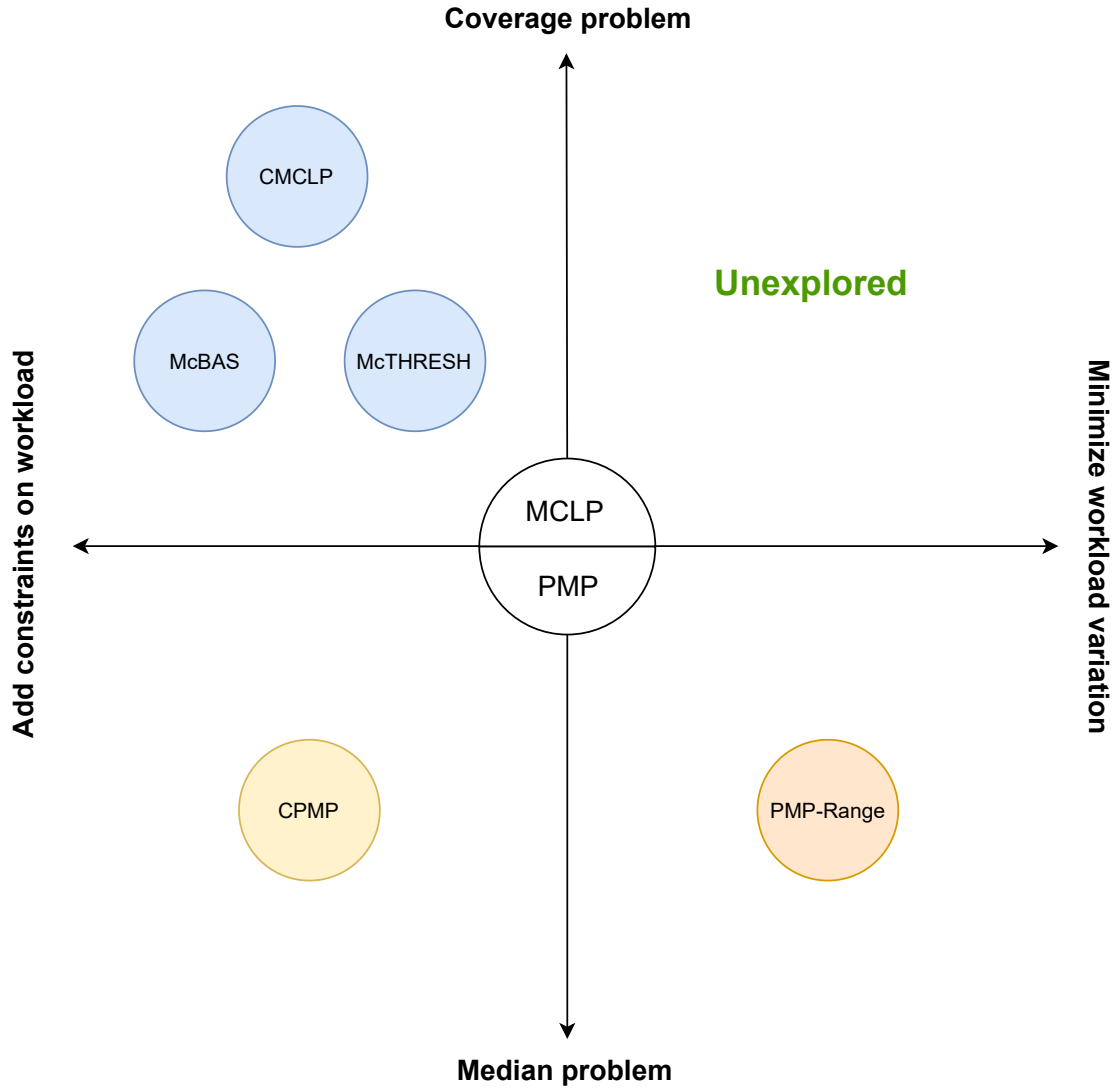 Coverage problem
CMCLP
Unexplored
McBAS
McTHRESH
Add constraints on workload
Minimize workload variation
MCLP
PMP
CPMP
PMP-Range
Median problem